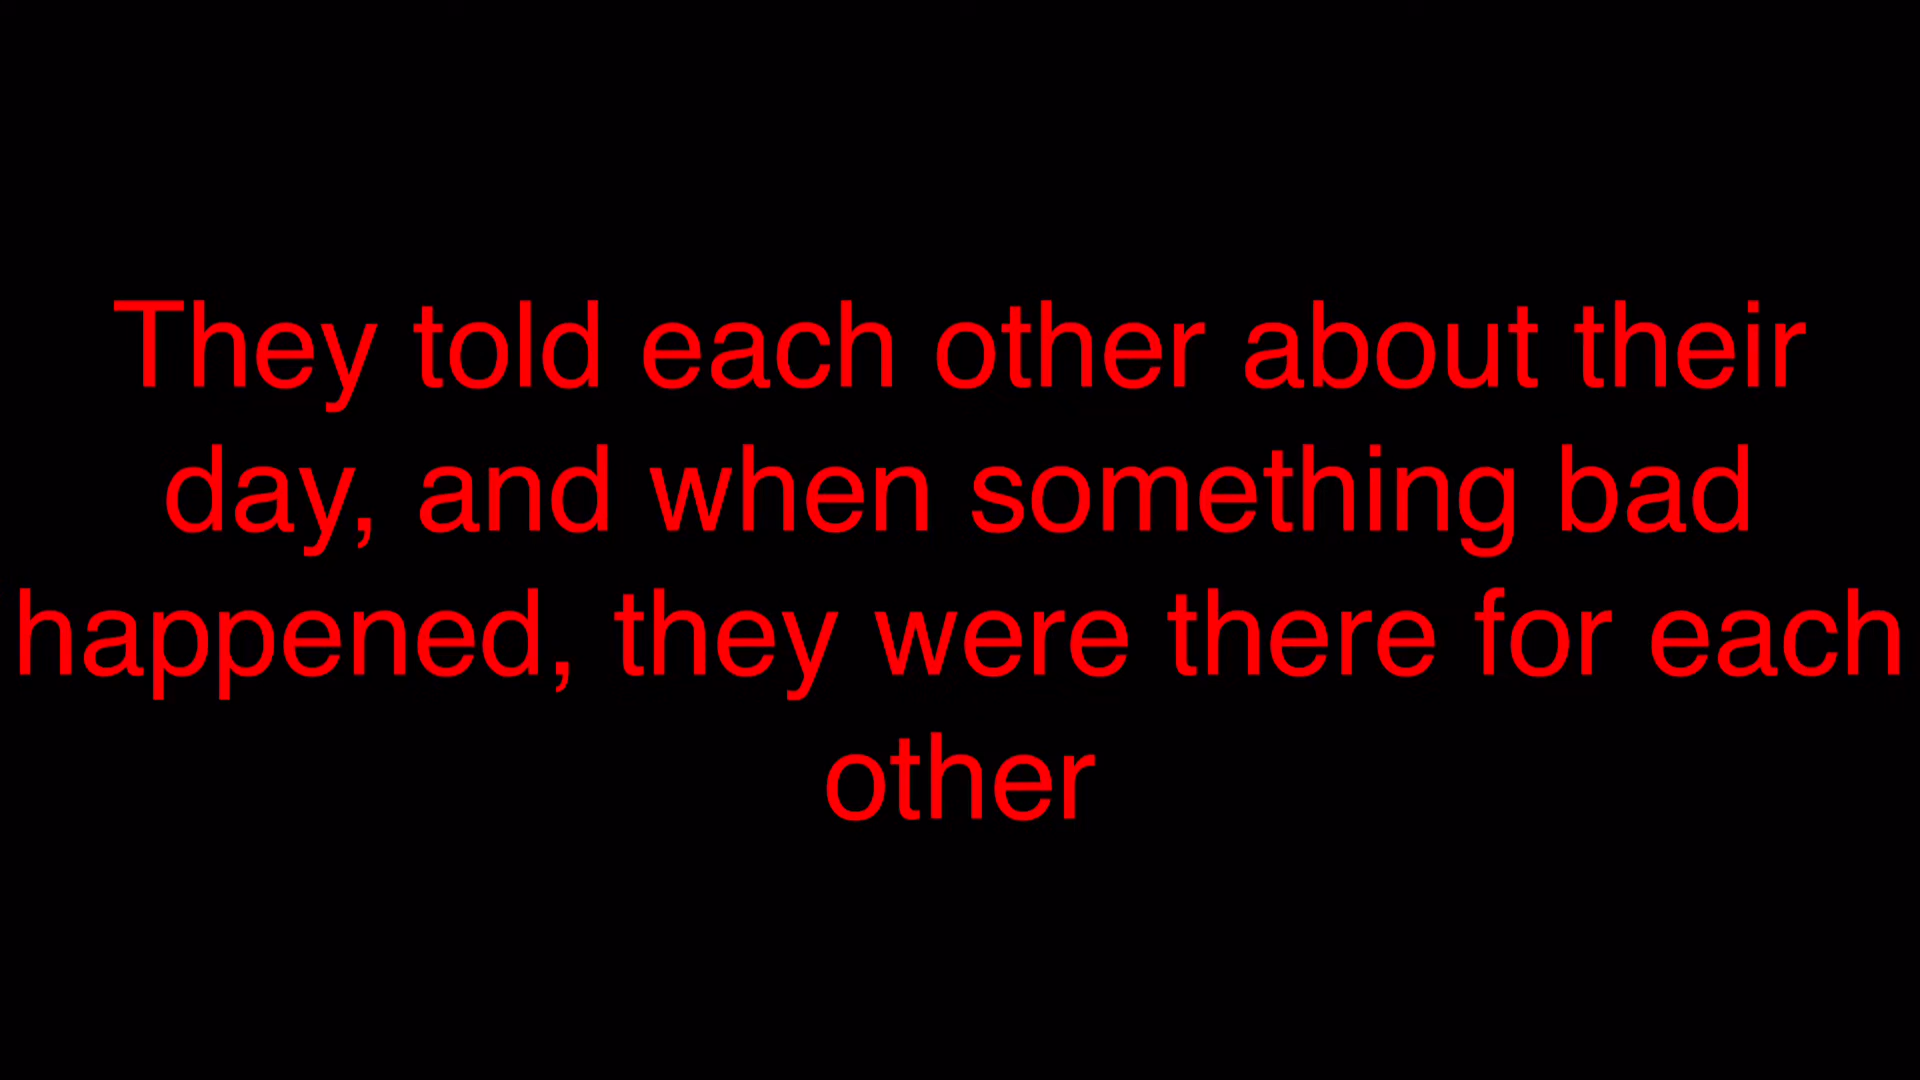 They told each other about their
day, and when something bad
happened, they were there for each
other